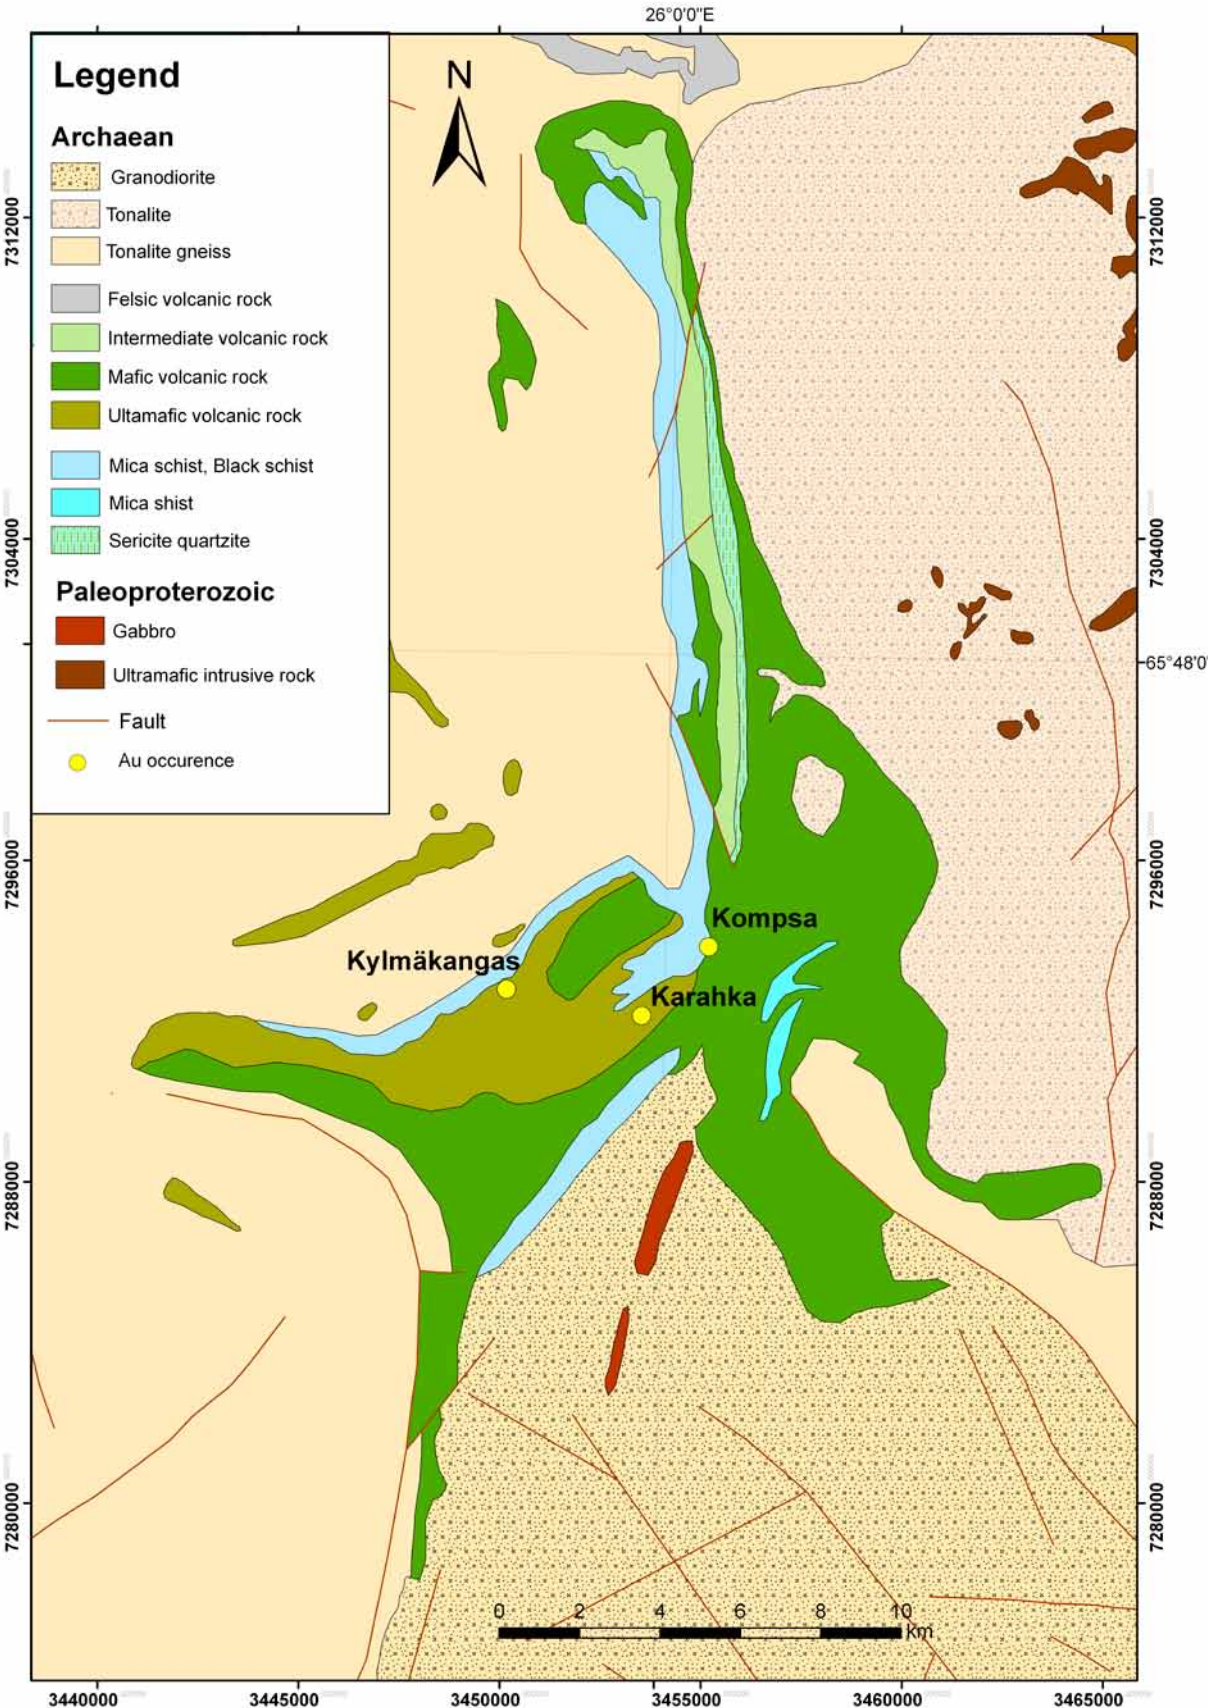 26°0'0"E
Legend
N
Archaean
Granodiorite
Tonalite
Tonalite gneiss
Felsic volcanic rock
Intermediate volcanic rock
Mafic volcanic rock
Ultamafic volcanic rock
Mica schist, Black schist
Mica shist
Sericite quartzite
Paleoproterozoic
Gabbro
Ultramafic intrusive rock
Fault
Au occurence
7312000
7304000
7296000
7288000
7280000
7312000
7304000
65°48'0
7296000
7288000
7280000
Kompsa
Kylmäkangas
Karahka
0 2 4 6 8 10
km
3440000 3445000 3450000 3455000 3460000 3465000